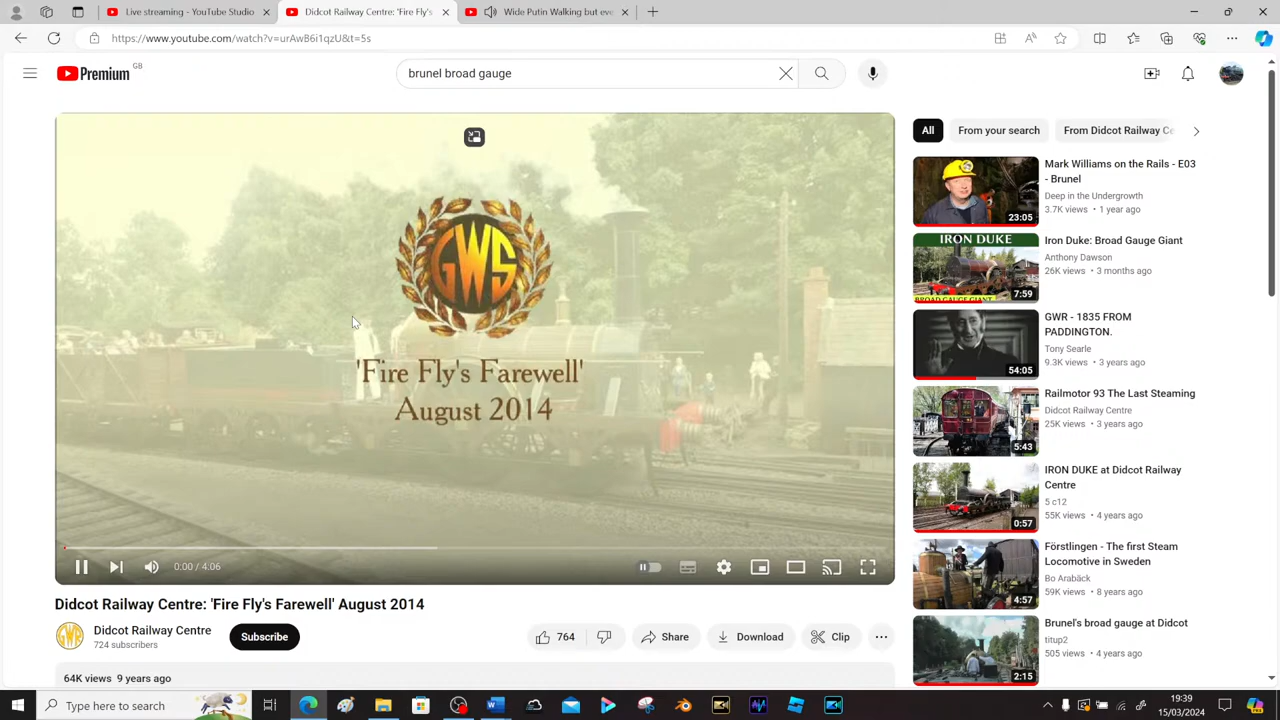 Live streaming - YouTube Studio
Didcot Railway Centre: 'Fire Fly's
Wide Putin Walking but eve
https://www.youtube.com/watch?v=urAwB6i1qzU&t=5s
Premium GB
brunel broad gauge
All
From your search
From Didcot Railway Ce
GWS
'Fire Fly's Farewell'
August 2014
0:00 / 4:06
Didcot Railway Centre: 'Fire Fly's Farewell' August 2014
Didcot Railway Centre
724 subscribers
Subscribe
764
Share
Download
Clip
64K views 9 years ago
23:05
Mark Williams on the Rails - E03
- Brunel
Deep in the Undergrowth
3.7K views • 1 year ago
IRON DUKE
BROAD GAUGE GIANT
7:59
Iron Duke: Broad Gauge Giant
Anthony Dawson
26K views • 3 months ago
54:05
GWR - 1835 FROM
PADDINGTON.
Tony Searle
9.3K views • 3 years ago
5:43
Railmotor 93 The Last Steaming
Didcot Railway Centre
25K views • 3 years ago
0:57
IRON DUKE at Didcot Railway
Centre
5 c12
55K views • 4 years ago
4:57
Förstlingen - The first Steam
Locomotive in Sweden
Bo Arabäck
59K views • 8 years ago
2:15
Brunel's broad gauge at Didcot
titup2
505 views • 4 years ago
Type here to search
19:39
15/03/2024